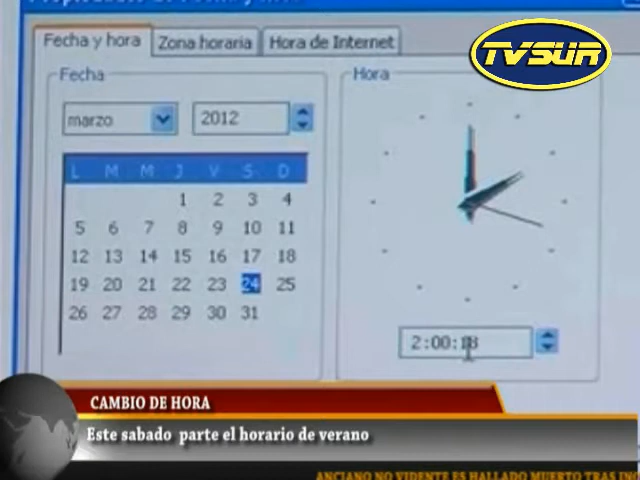 TVSUR
Fecha y hora
Zona horaria
Hora de Internet
Fecha
Hora
marzo
2012
L M M J V S D
1 2 3 4
5 6 7 8 9 10 11
12 13 14 15 16 17 18
19 20 21 22 23 24 25
26 27 28 29 30 31
2:00:18
CAMBIO DE HORA
Este sabado parte el horario de verano
ANCIANO NO VIDENTE ES HALLADO MUERTO TRAS